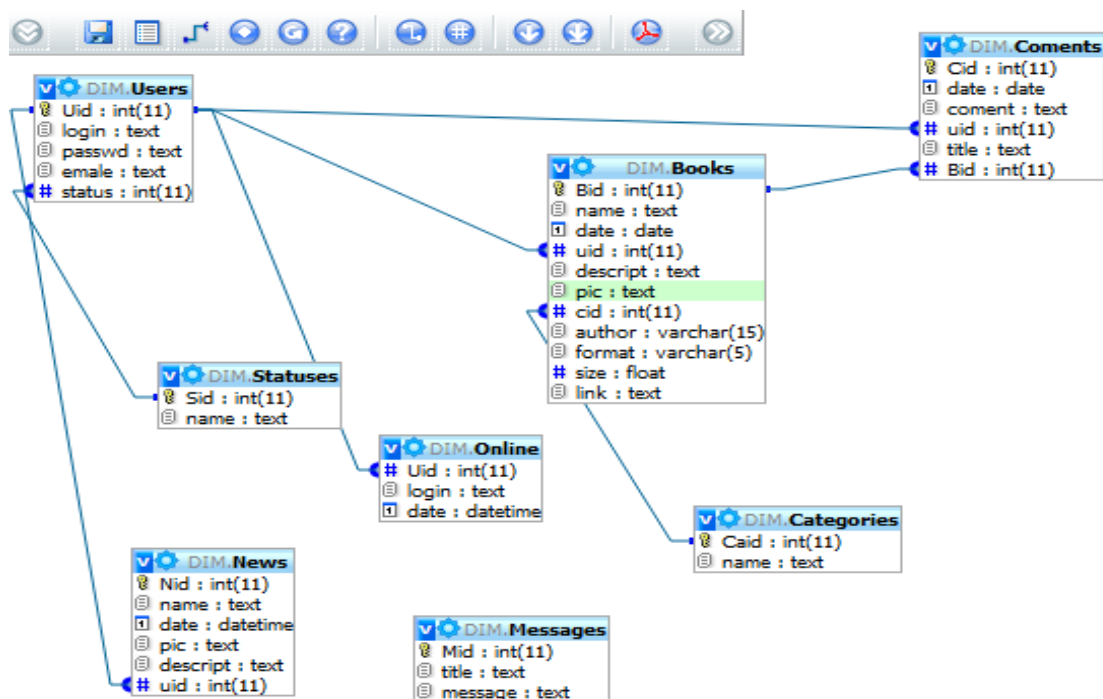 DIM.Users
Uid : int(11)
login : text
passwd : text
emale : text
# status : int(11)
DIM.Coments
Cid : int(11)
date : date
coment : text
# uid : int(11)
title : text
# Bid : int(11)
DIM.Books
Bid : int(11)
name : text
date : date
# uid : int(11)
descript : text
pic : text
# cid : int(11)
author : varchar(15)
format : varchar(5)
# size : float
link : text
DIM.Statuses
Sid : int(11)
name : text
DIM.Online
# Uid : int(11)
login : text
date : datetime
DIM.Categories
Caid : int(11)
name : text
DIM.News
Nid : int(11)
name : text
date : datetime
pic : text
descript : text
# uid : int(11)
DIM.Messages
Mid : int(11)
title : text
message : text